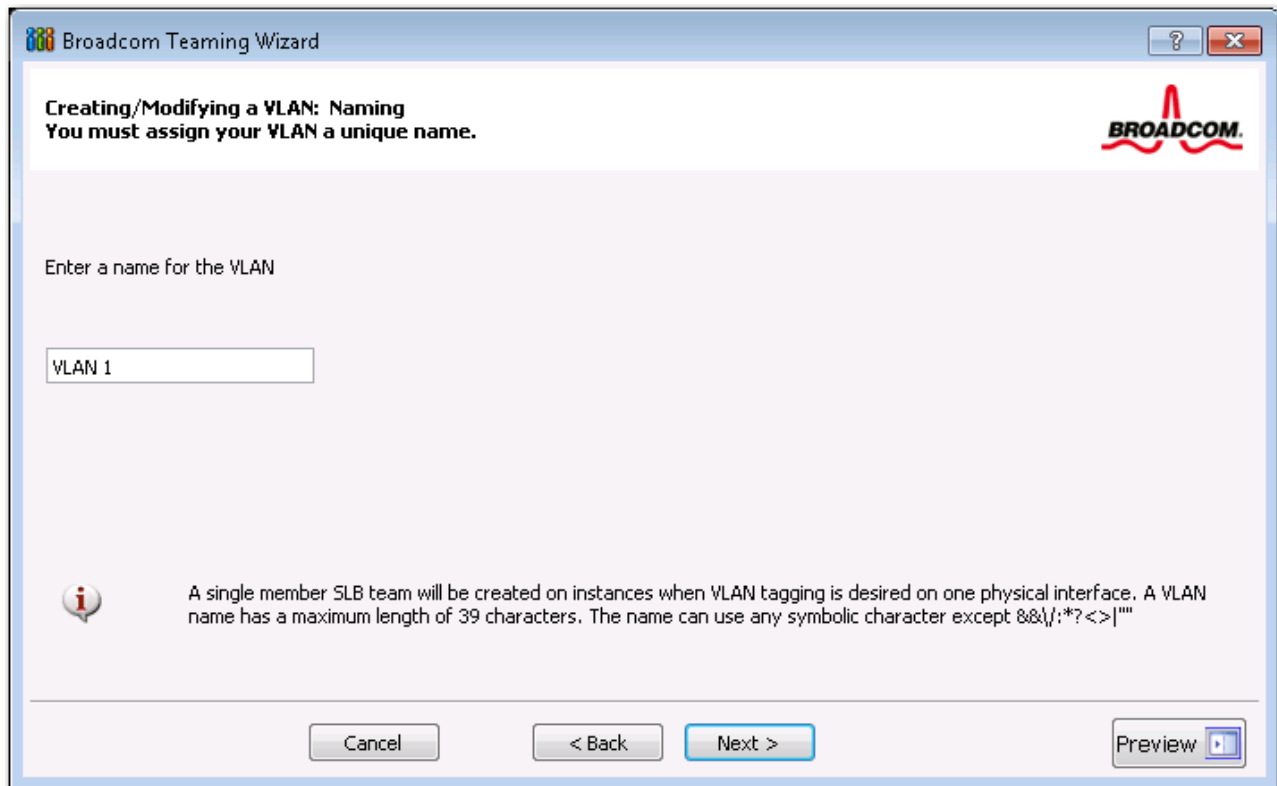 Broadcom Teaming Wizard
?
Creating/Modifying a VLAN: Naming
You must assign your VLAN a unique name.
BROADCOM.
Enter a name for the VLAN
VLAN 1
A single member SLB team will be created on instances when VLAN tagging is desired on one physical interface. A VLAN
name has a maximum length of 39 characters. The name can use any symbolic character except &&\/:*?<>|""
Cancel
< Back
Next >
Preview